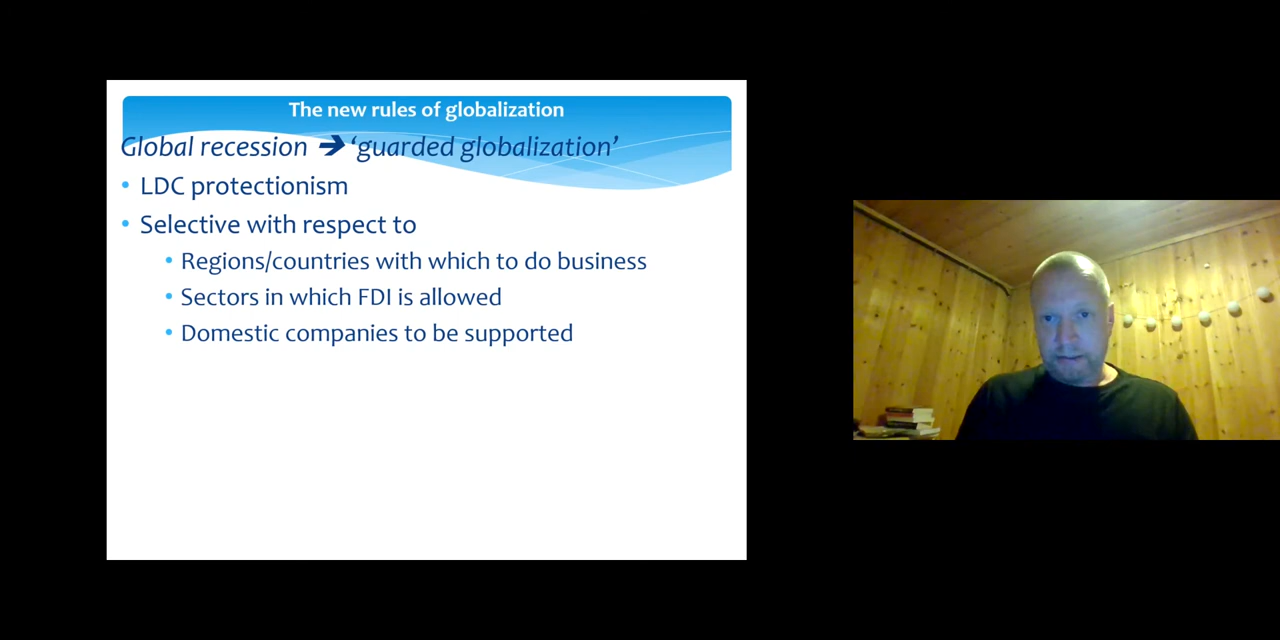 The new rules of globalization
Global recession ➔ ‘guarded globalization’
• LDC protectionism
• Selective with respect to
• Regions/countries with which to do business
• Sectors in which FDI is allowed
• Domestic companies to be supported